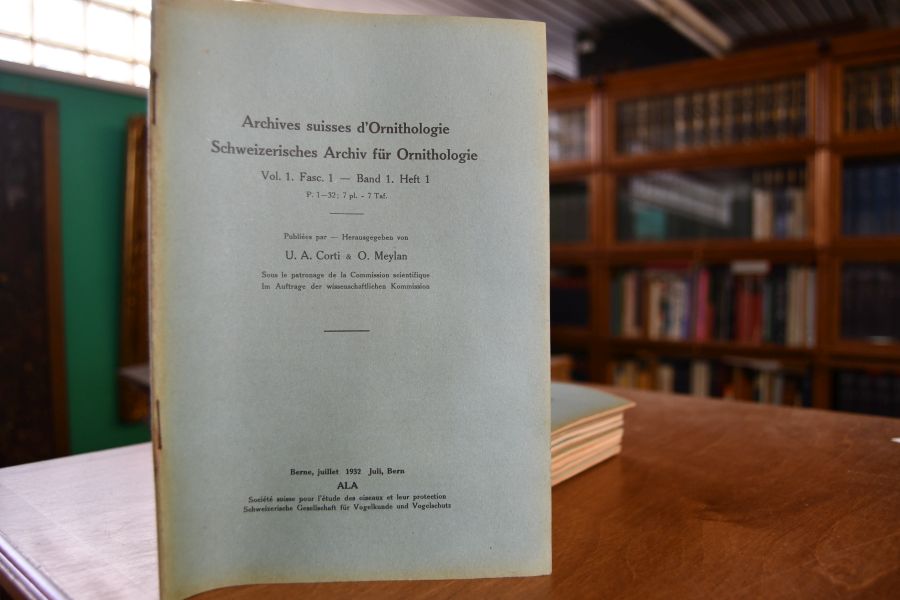 Archives suisses d'Ornithologie
Schweizerisches Archiv für Ornithologie
Vol. 1. Fasc. 1 — Band 1. Heft 1
P. 1—32; 7 pl. - 7 Taf.
Publiées par — Herausgegeben von
U. A. Corti & O. Meylan
Sous le patronage de la Commission scientifique
Im Auftrage der wissenschaftlichen Kommission
Berne, juillet 1932 Juli, Bern
ALA
Société suisse pour l'étude des oiseaux et leur protection
Schweizerische Gesellschaft für Vogelkunde und Vogelschutz